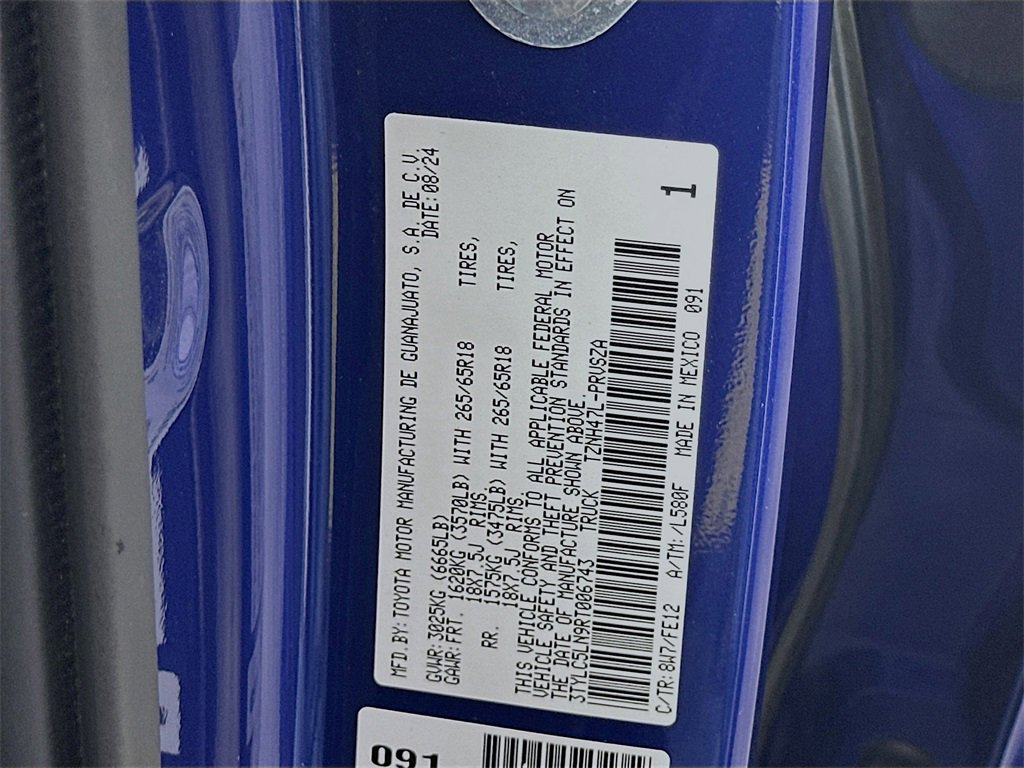 MFD.BY:TOYOTA MOTOR MANUFACTURING DE GUANAJUATO, S.A. DE C.V.
DATE:08/24
GVWR:3025KG (6665LB)
GAWR:FRT. 1620KG (3570LB) WITH 265/65R18 TIRES,
18X7.5J RIMS.
RR. 1575KG (3475LB) WITH 265/65R18 TIRES,
18X7.5J RIMS.
THIS VEHICLE CONFORMS TO ALL APPLICABLE FEDERAL MOTOR
VEHICLE SAFETY AND THEFT PREVENTION STANDARDS IN EFFECT ON
THE DATE OF MANUFACTURE SHOWN ABOVE.
3TYLC5LN9RT006743 TRUCK TZNH47L-PRVSZA
1
C/TR:8W7/FE12 A/TM:/L580F MADE IN MEXICO 091
091